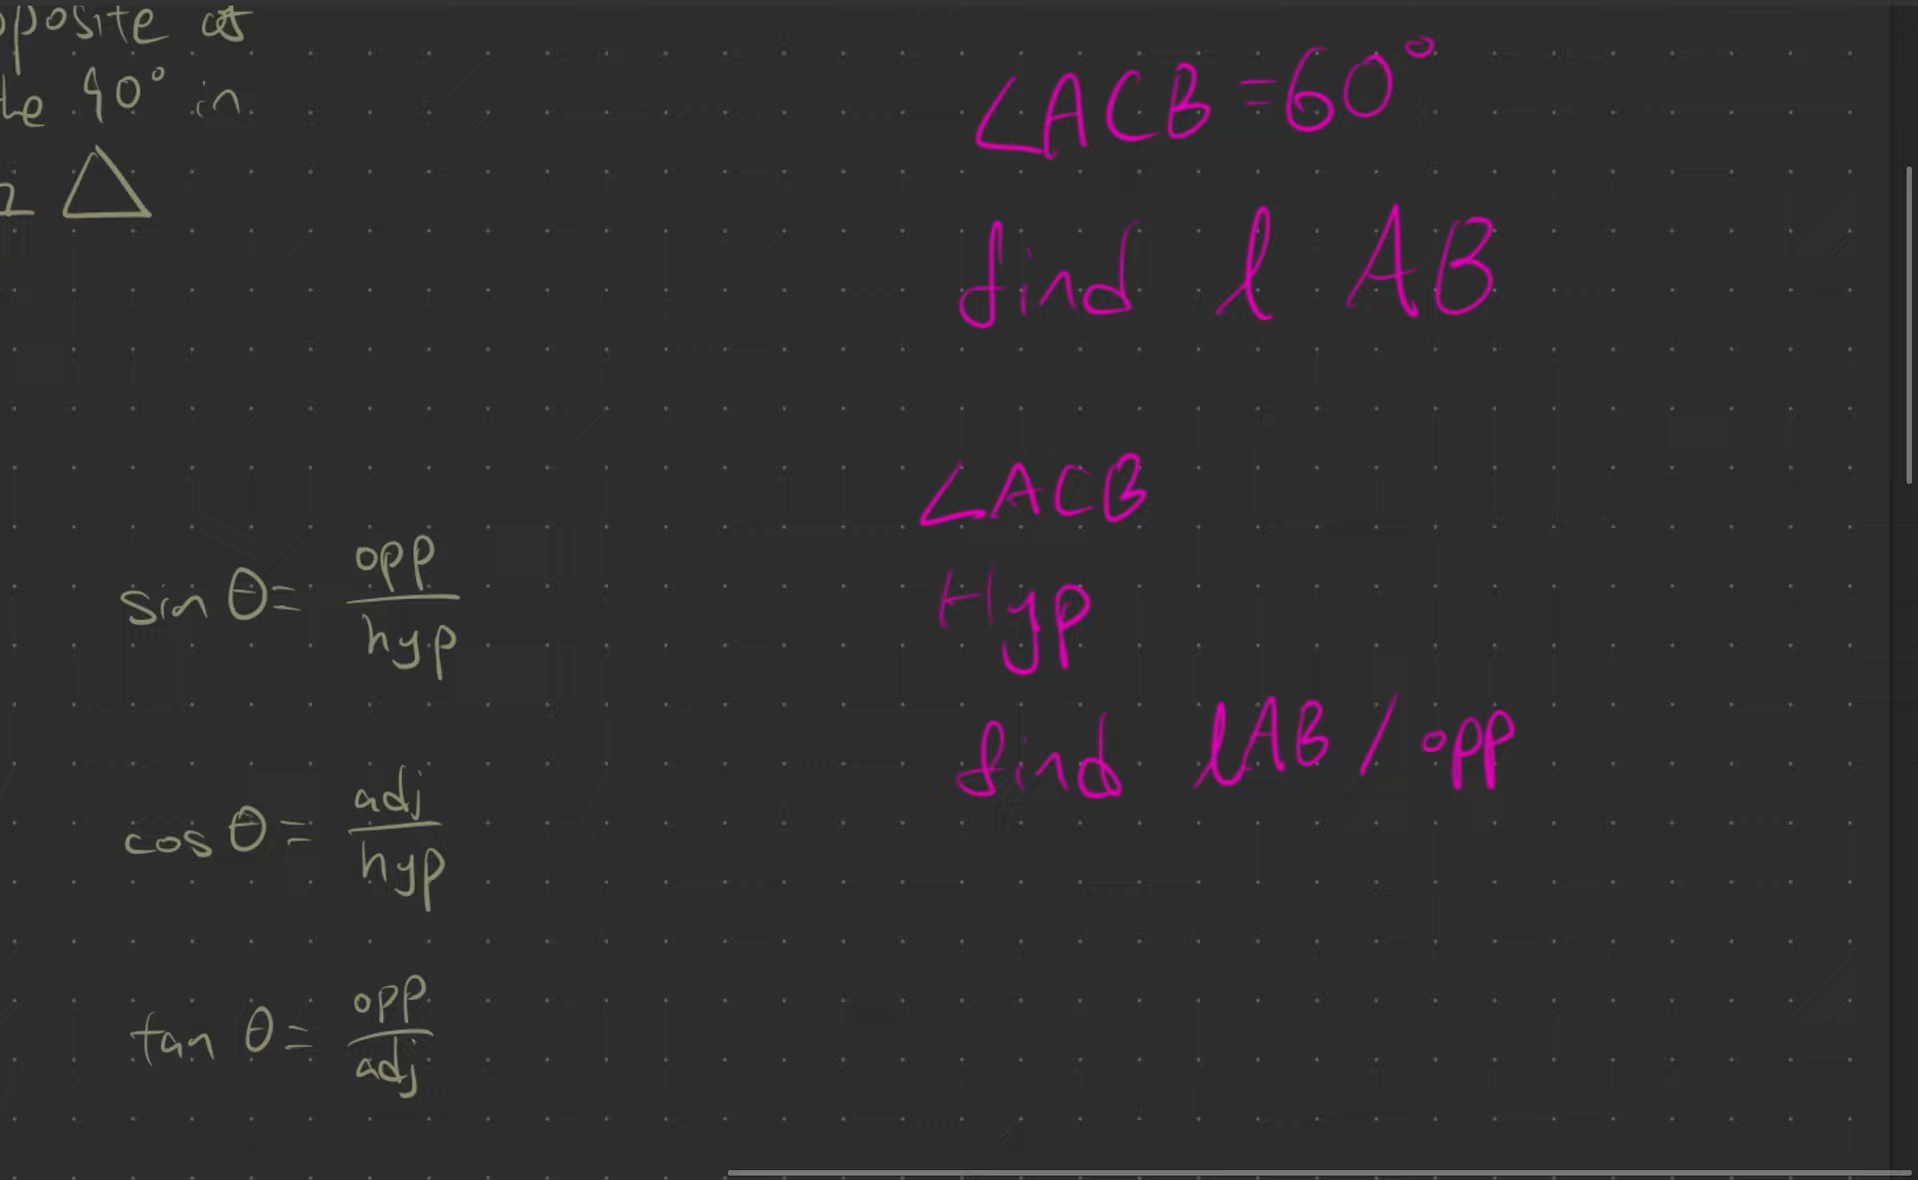 pposite as
he 90° in
∠ACB = 60°
find l AB
∠ACB
Hyp
find lAB / opp
sin θ = opp/hyp
cos θ = adj/hyp
tan θ = opp/adj